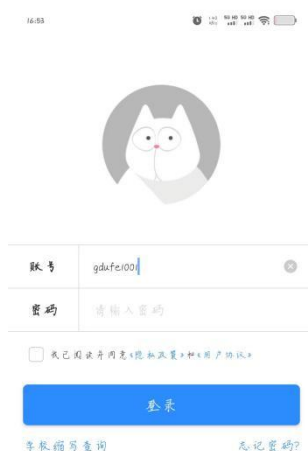 16:53
账号 gdufe1001
密码 请输入密码
我已阅读并同意《隐私政策》和《用户协议》
登录
学校缩写查询 忘记密码?